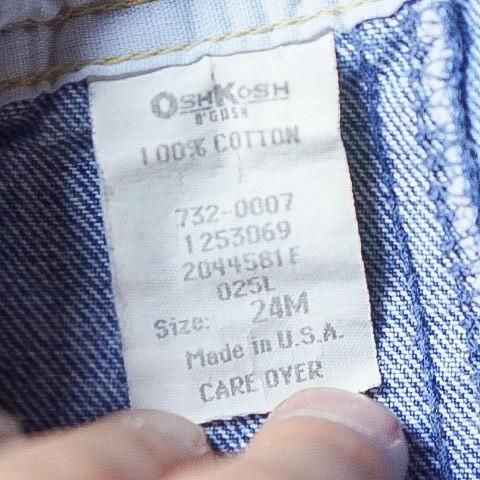 OSHKOSH
B'GOSH
100% COTTON
732-0007
1253069
2044581F
025L
Size: 24M
Made in U.S.A.
CARE OVER